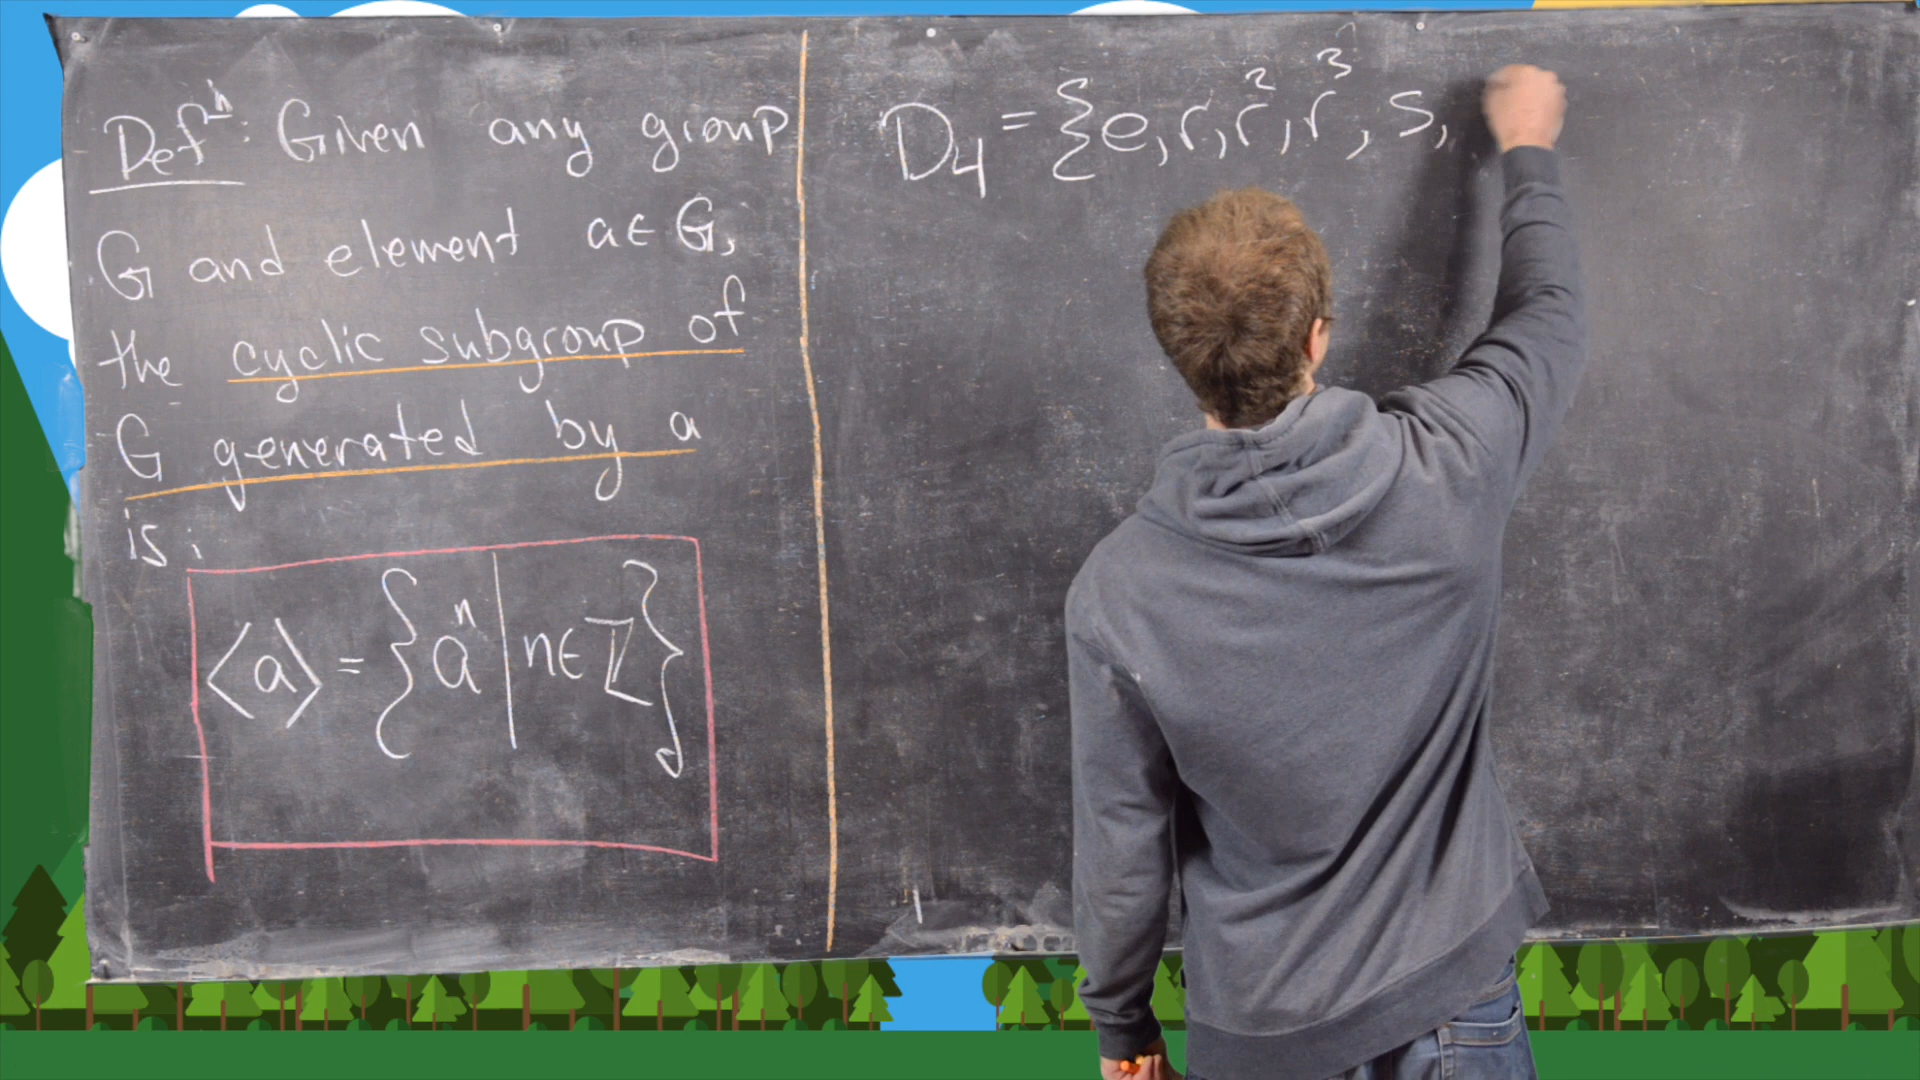 Defⁿ: Given any group
G and element a∈G,
the cyclic subgroup of
G generated by a
is:
⟨a⟩ = {aⁿ | n∈ℤ}
D₄ = {e, r, r², r³, s,